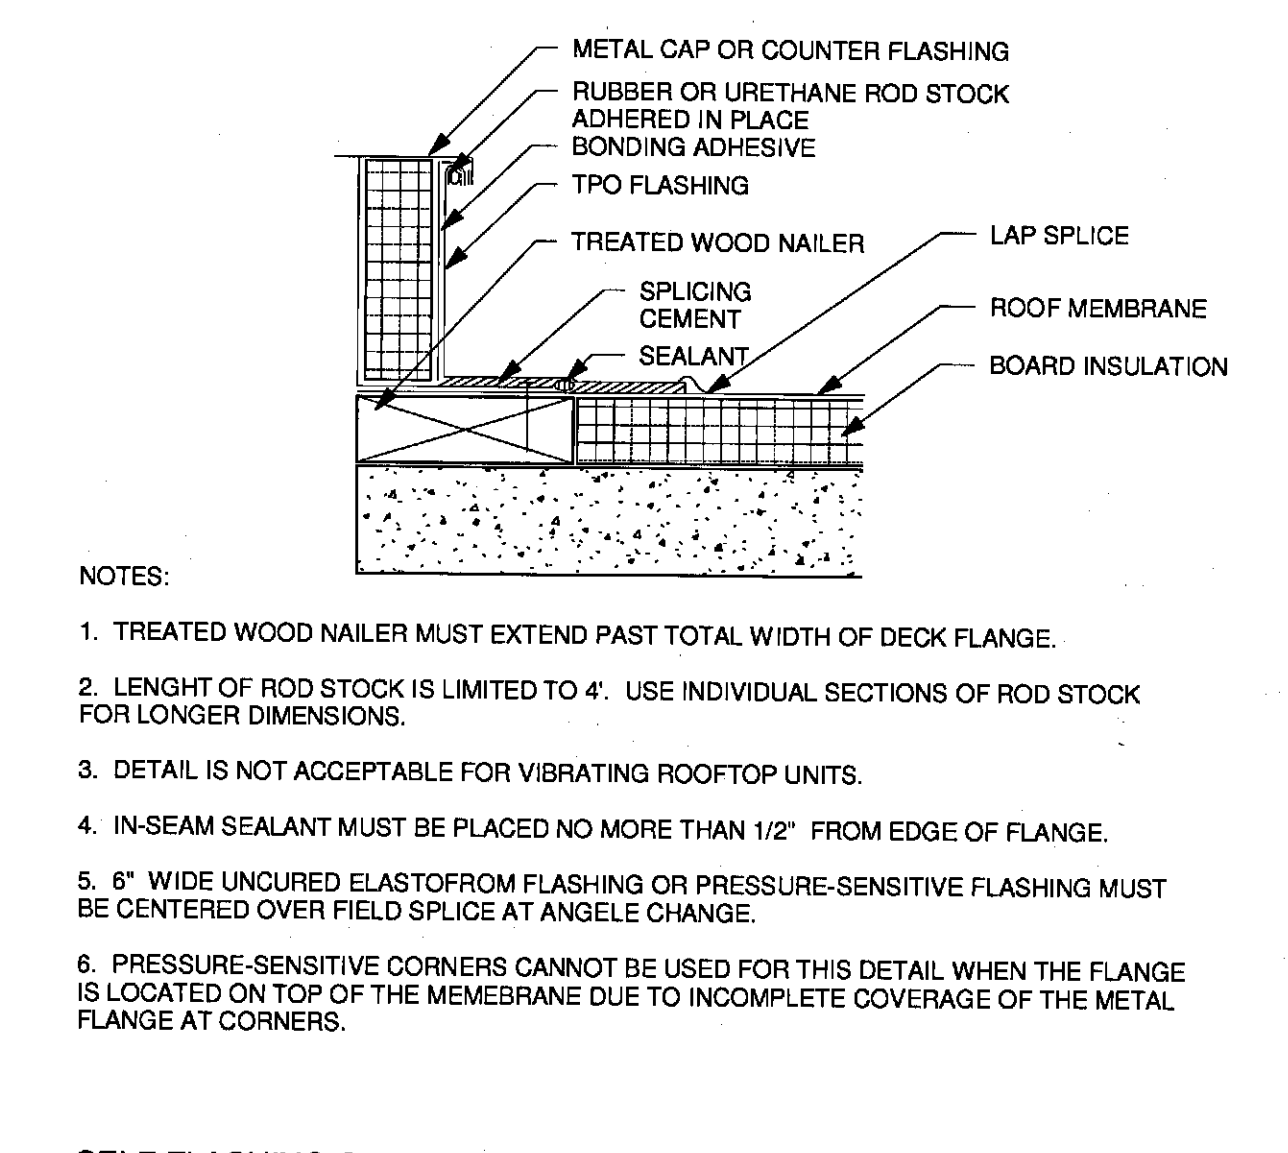 METAL CAP OR COUNTER FLASHING
RUBBER OR URETHANE ROD STOCK
ADHERED IN PLACE
BONDING ADHESIVE
TPO FLASHING
TREATED WOOD NAILER
LAP SPLICE
SPLICING
CEMENT
ROOF MEMBRANE
SEALANT
BOARD INSULATION
NOTES:
1. TREATED WOOD NAILER MUST EXTEND PAST TOTAL WIDTH OF DECK FLANGE.
2. LENGHT OF ROD STOCK IS LIMITED TO 4'. USE INDIVIDUAL SECTIONS OF ROD STOCK
FOR LONGER DIMENSIONS.
3. DETAIL IS NOT ACCEPTABLE FOR VIBRATING ROOFTOP UNITS.
4. IN-SEAM SEALANT MUST BE PLACED NO MORE THAN 1/2" FROM EDGE OF FLANGE.
5. 6" WIDE UNCURED ELASTOFROM FLASHING OR PRESSURE-SENSITIVE FLASHING MUST
BE CENTERED OVER FIELD SPLICE AT ANGELE CHANGE.
6. PRESSURE-SENSITIVE CORNERS CANNOT BE USED FOR THIS DETAIL WHEN THE FLANGE
IS LOCATED ON TOP OF THE MEMEBRANE DUE TO INCOMPLETE COVERAGE OF THE METAL
FLANGE AT CORNERS.